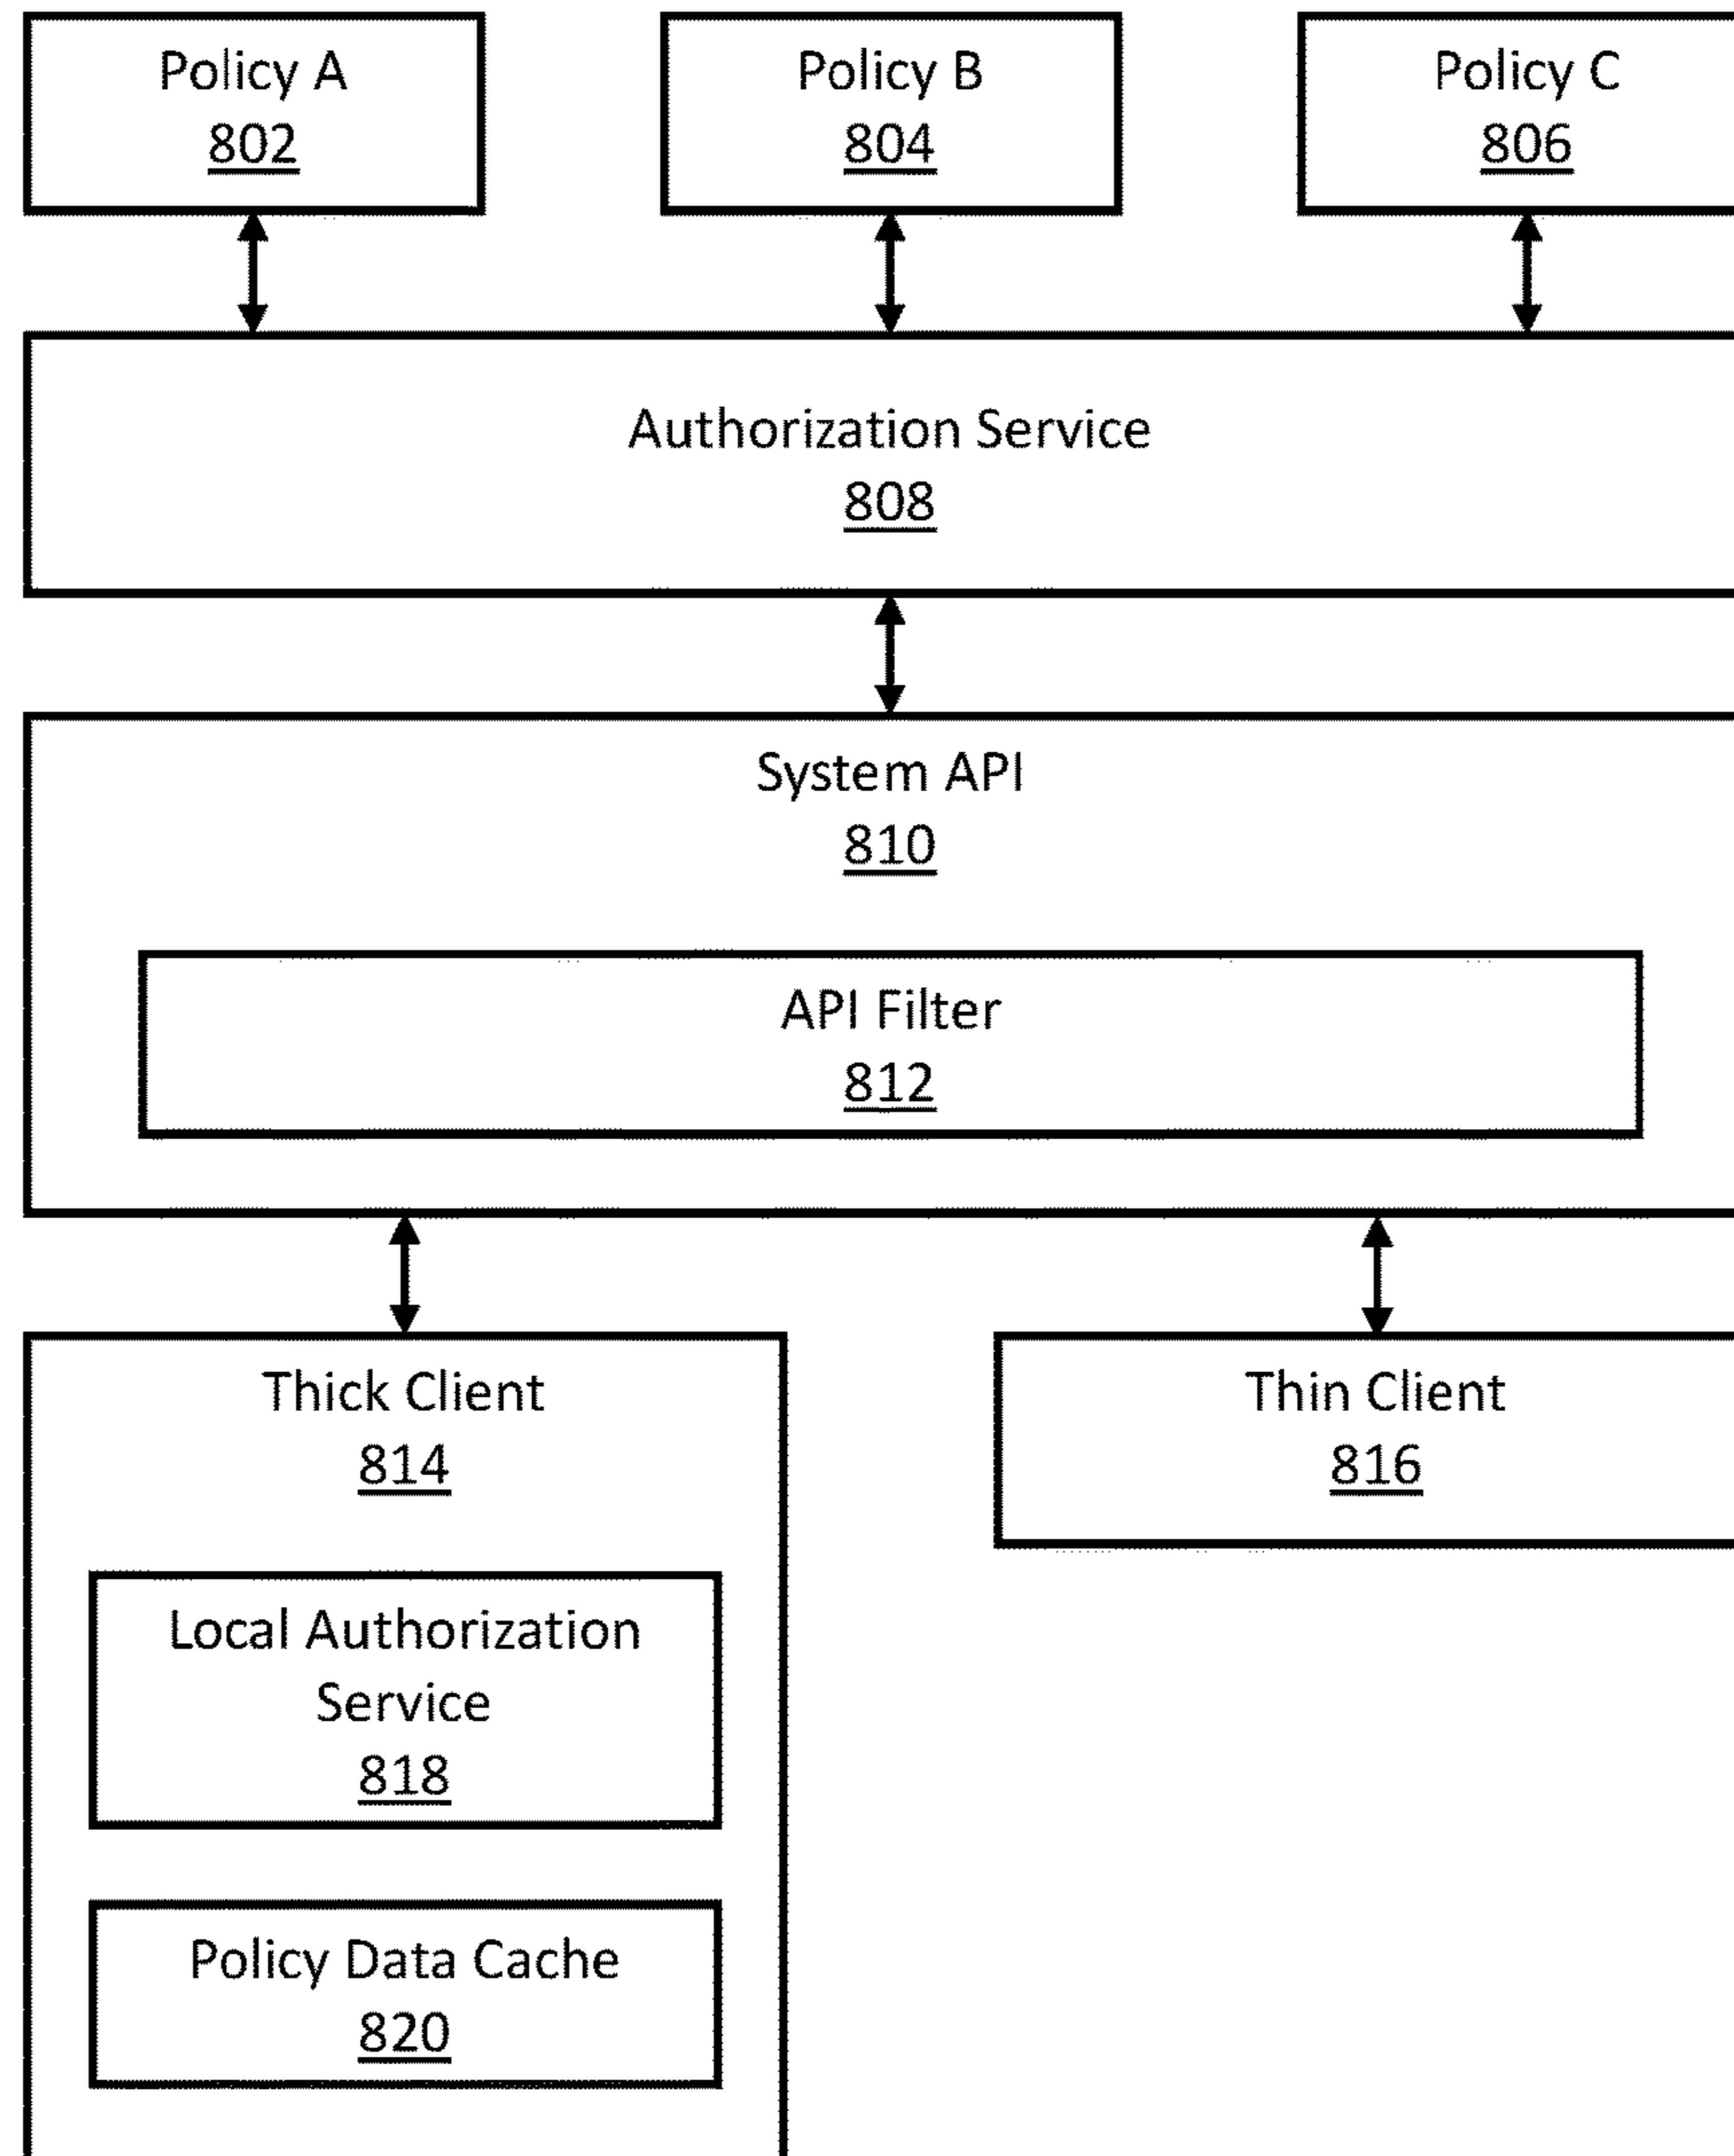 Policy A
802
Policy B
804
Policy C
806
Authorization Service
808
System API
810
API Filter
812
Thick Client
814
Thin Client
816
Local Authorization
Service
818
Policy Data Cache
820